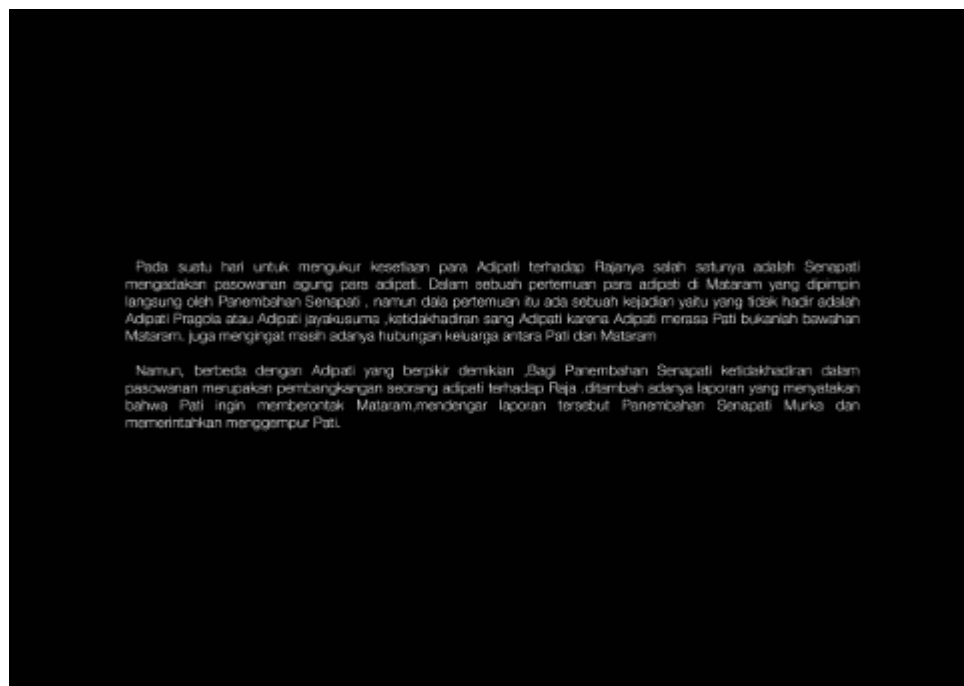 Pada suatu hari untuk mengukur kesetiaan para Adipati terhadap Rajanya salah satunya adalah Senapati
mengadakan pasowanan agung para adipati. Dalam sebuah pertemuan para adipati di Mataram yang dipimpin
langsung oleh Panembahan Senapati , namun dala pertemuan itu ada sebuah kejadian yaitu yang tidak hadir adalah
Adipati Pragola atau Adipati jayakusuma ,ketidakhadiran sang Adipati karena Adipati merasa Pati bukanlah bawahan
Mataram. juga mengingat masih adanya hubungan keluarga antara Pati dan Mataram
Namun, berbeda dengan Adipati yang berpikir demikian ,Bagi Panembahan Senapati ketidakhadiran dalam
pasowanan merupakan pembangkangan seorang adipati terhadap Raja .ditambah adanya laporan yang menyatakan
bahwa Pati ingin memberontak Mataram,mendengar laporan tersebut Panembahan Senapati Murka dan
memerintahkan menggempur Pati.